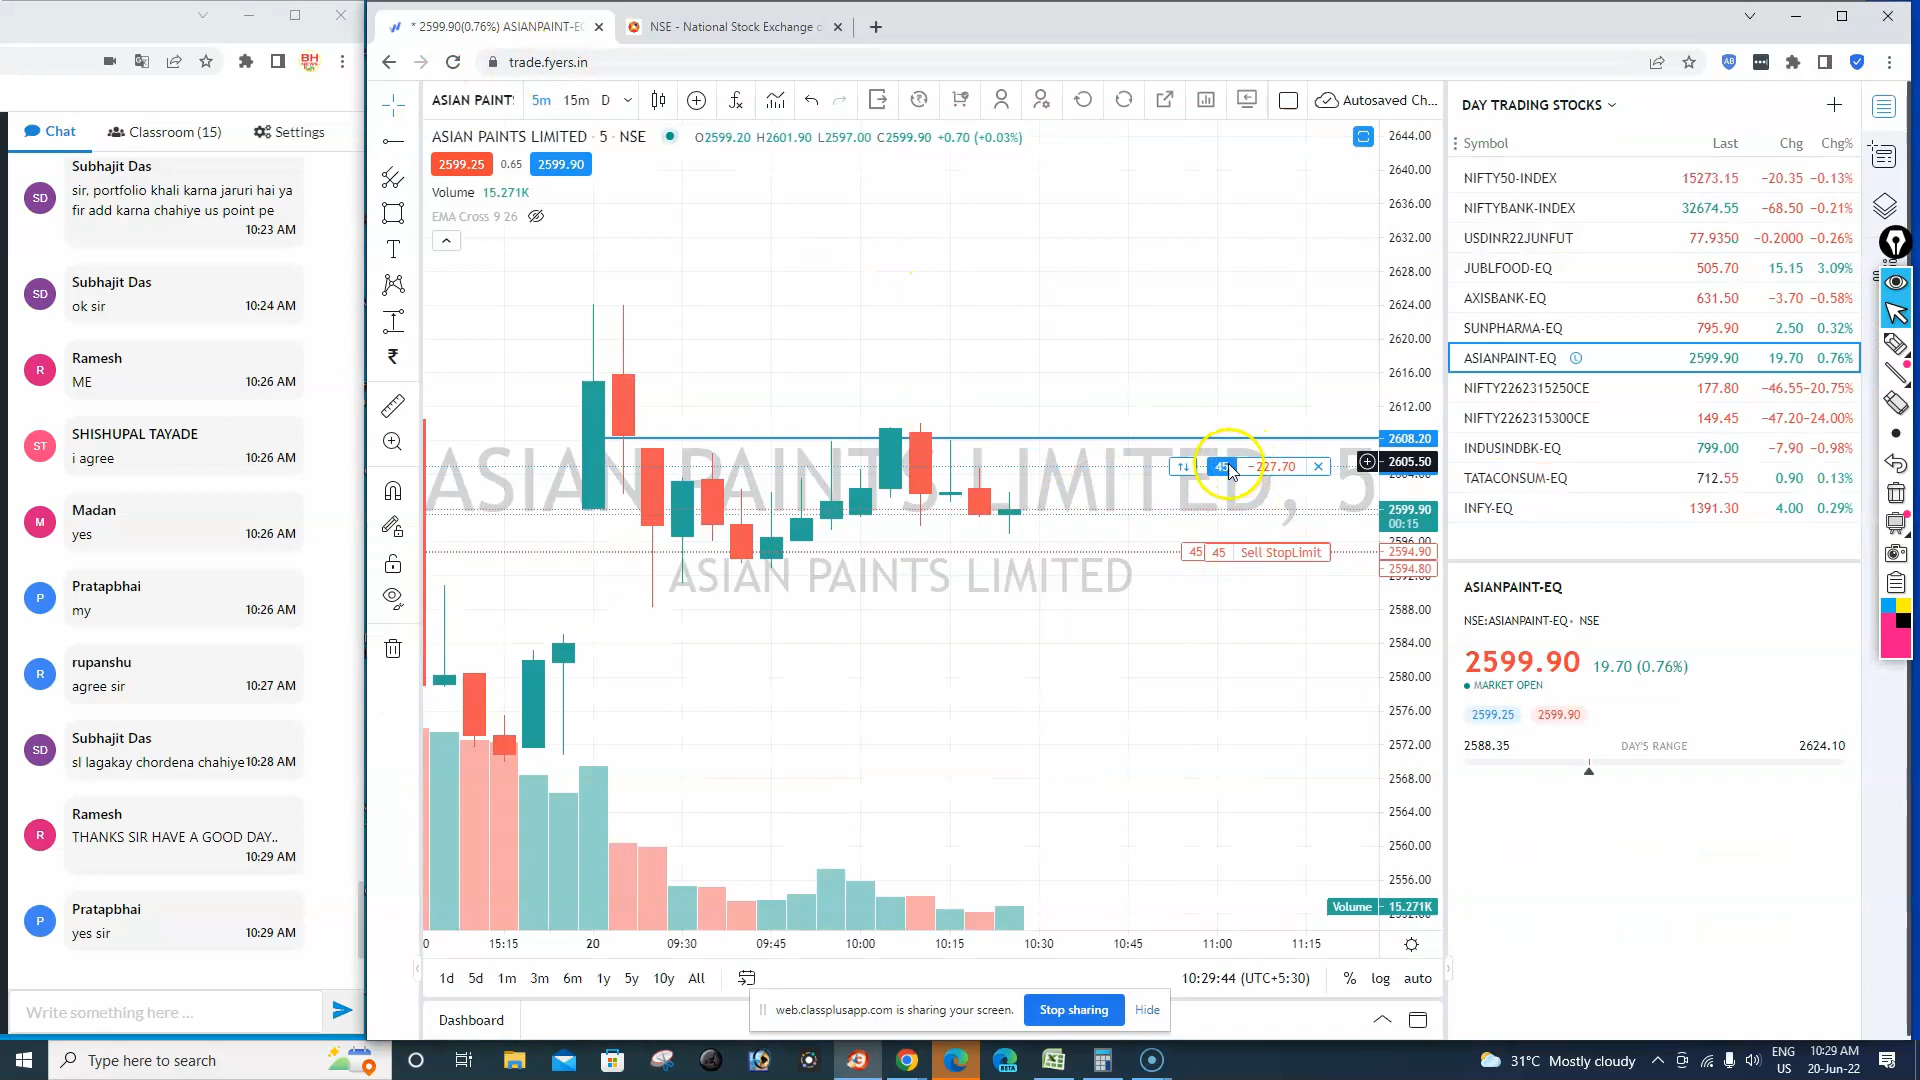 * 2599.90(0.76%) ASIANPAINT-EQ
NSE - National Stock Exchange o
trade.fyers.in
BH
Chat
Classroom (15)
Settings
Subhajit Das
sir, portfolio khali karna jaruri hai ya
fir add karna chahiye us point pe
10:23 AM
SD
Subhajit Das
ok sir
10:24 AM
SD
Ramesh
ME
10:26 AM
R
SHISHUPAL TAYADE
i agree
10:26 AM
ST
Madan
yes
10:26 AM
M
Pratapbhai
my
10:26 AM
P
rupanshu
agree sir
10:27 AM
R
Subhajit Das
sl lagakay chordena chahiye
10:28 AM
SD
Ramesh
THANKS SIR HAVE A GOOD DAY..
10:29 AM
R
Pratapbhai
yes sir
10:29 AM
P
Write something here ...
ASIAN PAINT:
5m
15m
D
Autosaved Ch...
ASIAN PAINTS LIMITED · 5 · NSE
O2599.20 H2601.90 L2597.00 C2599.90 +0.70 (+0.03%)
2599.25
0.65
2599.90
Volume 15.271K
EMA Cross 9 26
ASIAN PAINTS LIMITED, 5
ASIAN PAINTS LIMITED
45
-227.70
45
45
Sell StopLimit
2644.00
2640.00
2636.00
2632.00
2628.00
2624.00
2620.00
2616.00
2612.00
2608.20
2605.50
2599.90
00:15
2594.90
2594.80
2588.00
2584.00
2580.00
2576.00
2572.00
2568.00
2564.00
2560.00
2556.00
Volume 15.271K
15:15
20
09:30
09:45
10:00
10:15
10:30
10:45
11:00
11:15
1d
5d
1m
3m
6m
1y
5y
10y
All
10:29:44 (UTC+5:30)
%
log
auto
Dashboard
web.classplusapp.com is sharing your screen.
Stop sharing
Hide
DAY TRADING STOCKS
Symbol Last Chg Chg%
NIFTY50-INDEX 15273.15 −20.35 −0.13%
NIFTYBANK-INDEX 32674.55 −68.50 −0.21%
USDINR22JUNFUT 77.9350 −0.2000 −0.26%
JUBLFOOD-EQ 505.70 15.15 3.09%
AXISBANK-EQ 631.50 −3.70 −0.58%
SUNPHARMA-EQ 795.90 2.50 0.32%
ASIANPAINT-EQ 2599.90 19.70 0.76%
NIFTY2262315250CE 177.80 −46.55 −20.75%
NIFTY2262315300CE 149.45 −47.20 −24.00%
INDUSINDBK-EQ 799.00 −7.90 −0.98%
TATACONSUM-EQ 712.55 0.90 0.13%
INFY-EQ 1391.30 4.00 0.29%
ASIANPAINT-EQ
NSE:ASIANPAINT-EQ• NSE
2599.90 19.70 (0.76%)
MARKET OPEN
2599.25
2599.90
2588.35
DAY'S RANGE
2624.10
Type here to search
31°C Mostly cloudy
ENG
US
10:29 AM
20-Jun-22